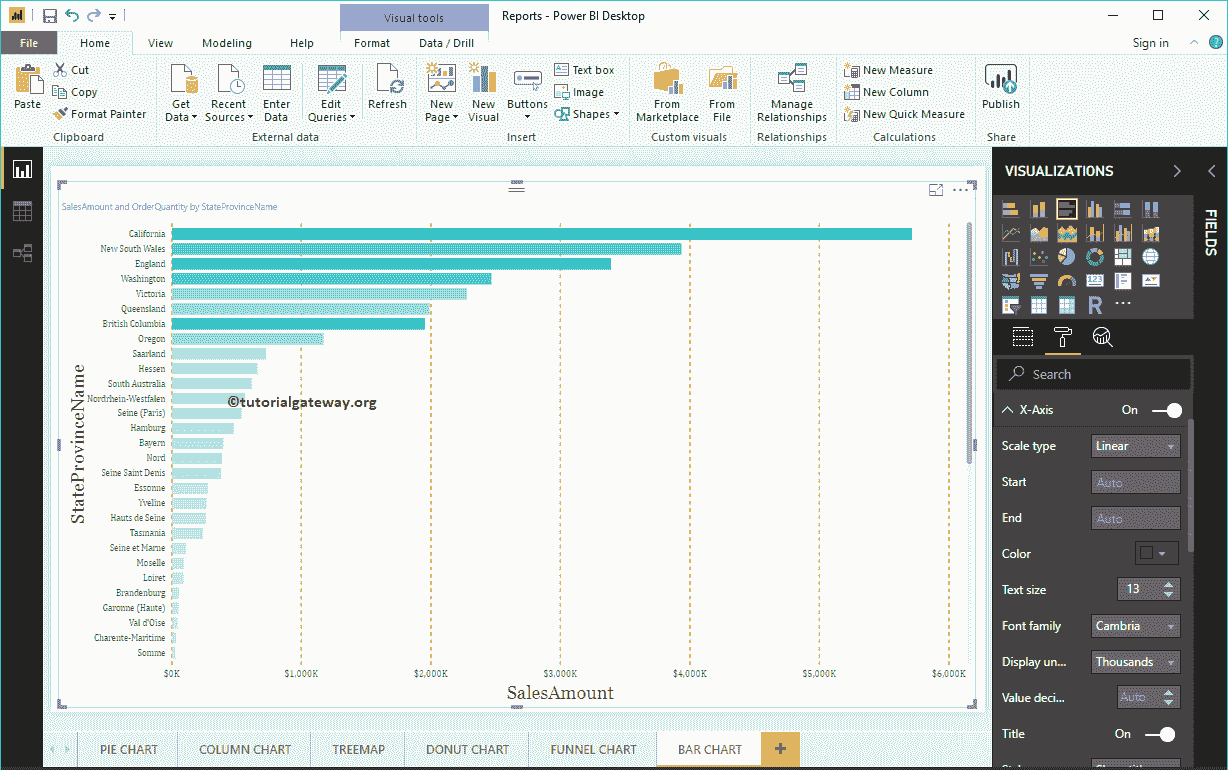 Visual tools
Reports - Power BI Desktop
File
Home
View
Modeling
Help
Format
Data / Drill
Sign in
Paste
Cut
Copy
Format Painter
Clipboard
Get Data
Recent Sources
Enter Data
Edit Queries
External data
Refresh
New Page
New Visual
Buttons
Text box
Image
Shapes
Insert
From Marketplace
From File
Custom visuals
Manage Relationships
Relationships
New Measure
New Column
New Quick Measure
Calculations
Publish
Share
SalesAmount and OrderQuantity by StateProvinceName
StateProvinceName
California
New South Wales
England
Washington
Victoria
Queensland
British Columbia
Oregon
Saarland
Hessen
South Australia
Nordrhein-Westfalen
Seine (Paris)
Hamburg
Bayern
Nord
Seine Saint Denis
Essonne
Yveline
Hauts de Seine
Tasmania
Seine et Marne
Moselle
Loiret
Brandenburg
Garonne (Haute)
Val d'Oise
Charente-Maritime
Somme
©tutorialgateway.org
$0K
$1,000K
$2,000K
$3,000K
$4,000K
$5,000K
$6,000K
SalesAmount
VISUALIZATIONS
FIELDS
123
R
Search
X-Axis
On
Scale type
Linear
Start
Auto
End
Auto
Color
Text size
13
Font family
Cambria
Display un...
Thousands
Value deci...
Auto
Title
On
PIE CHART
COLUMN CHART
TREEMAP
DONUT CHART
FUNNEL CHART
BAR CHART